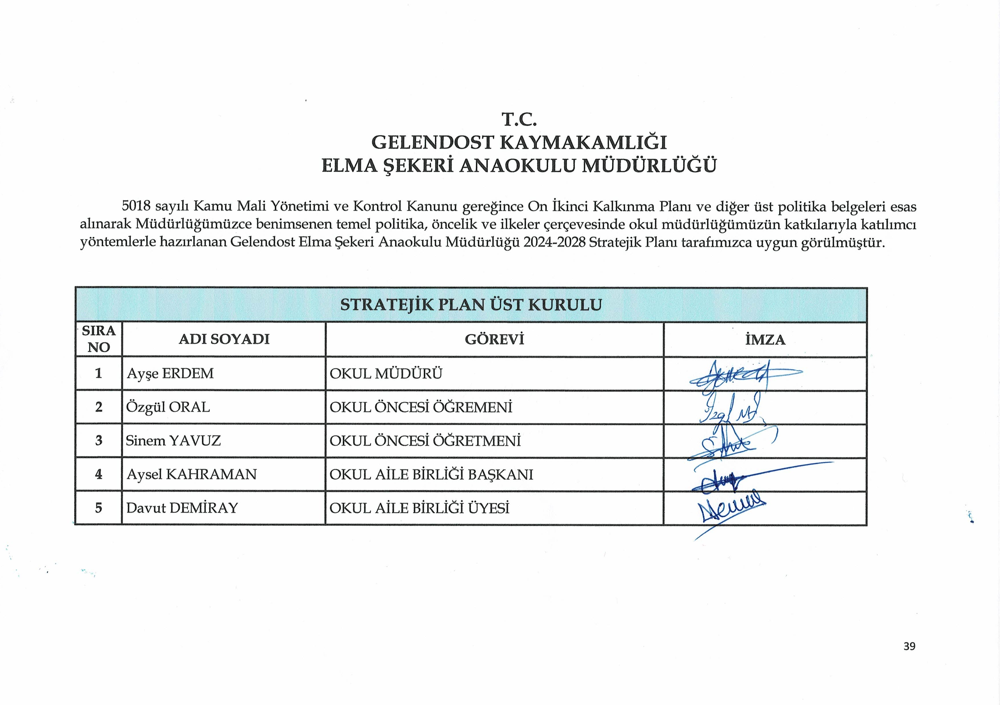 T.C.
GELENDOST KAYMAKAMLIĞI
ELMA ŞEKERİ ANAOKULU MÜDÜRLÜĞÜ
5018 sayılı Kamu Mali Yönetimi ve Kontrol Kanunu gereğince On İkinci Kalkınma Planı ve diğer üst politika belgeleri esas
alınarak Müdürlüğümüzce benimsenen temel politika, öncelik ve ilkeler çerçevesinde okul müdürlüğümüzün katkılarıyla katılımcı
yöntemlerle hazırlanan Gelendost Elma Şekeri Anaokulu Müdürlüğü 2024-2028 Stratejik Planı tarafımızca uygun görülmüştür.
STRATEJİK PLAN ÜST KURULU
SIRA NO ADI SOYADI GÖREVİ İMZA
1 Ayşe ERDEM OKUL MÜDÜRÜ
2 Özgül ORAL OKUL ÖNCESİ ÖĞREMENİ
3 Sinem YAVUZ OKUL ÖNCESİ ÖĞRETMENİ
4 Aysel KAHRAMAN OKUL AİLE BİRLİĞİ BAŞKANI
5 Davut DEMİRAY OKUL AİLE BİRLİĞİ ÜYESİ
39